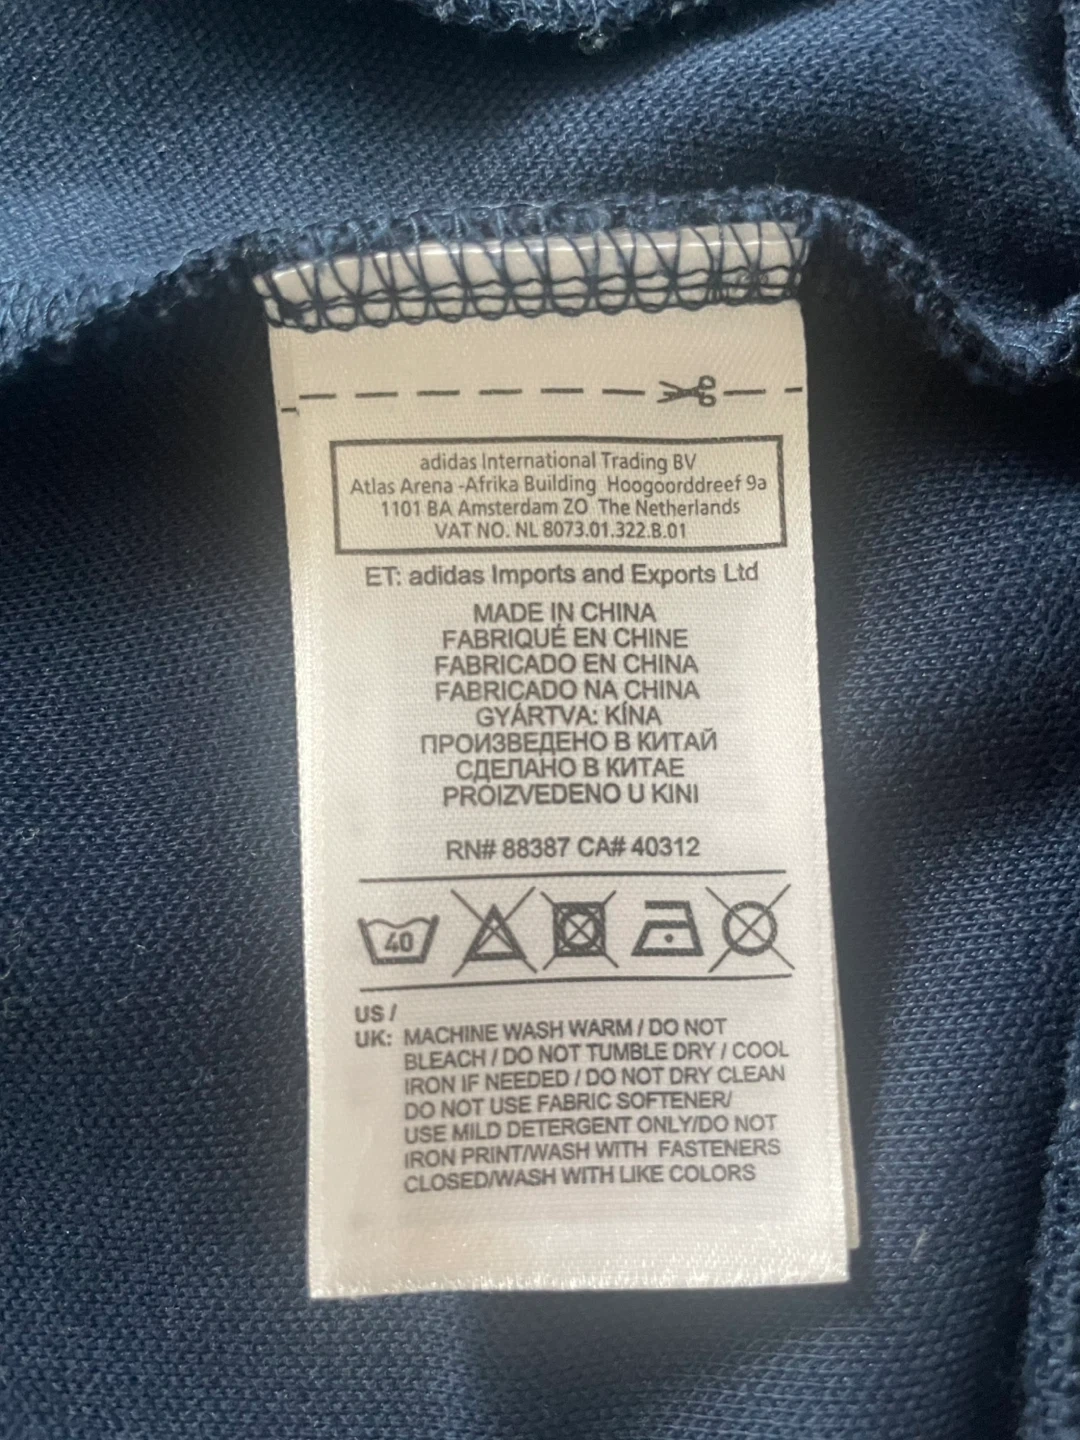 adidas International Trading BV
Atlas Arena -Afrika Building Hoogoorddreef 9a
1101 BA Amsterdam ZO The Netherlands
VAT NO. NL 8073.01.322.B.01
ET: adidas Imports and Exports Ltd
MADE IN CHINA
FABRIQUÉ EN CHINE
FABRICADO EN CHINA
FABRICADO NA CHINA
GYÁRTVA: KÍNA
ПРОИЗВЕДЕНО В КИТАЙ
СДЕЛАНО В КИТАЕ
PROIZVEDENO U KINI
RN# 88387 CA# 40312
40
US /
UK: MACHINE WASH WARM / DO NOT
BLEACH / DO NOT TUMBLE DRY / COOL
IRON IF NEEDED / DO NOT DRY CLEAN
DO NOT USE FABRIC SOFTENER/
USE MILD DETERGENT ONLY/DO NOT
IRON PRINT/WASH WITH FASTENERS
CLOSED/WASH WITH LIKE COLORS